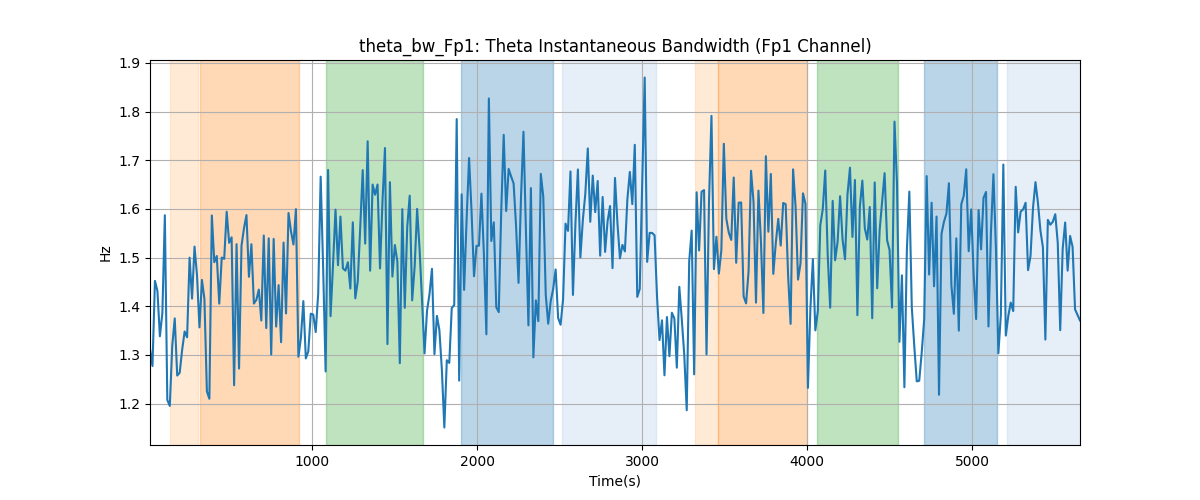 theta_bw_Fp1: Theta Instantaneous Bandwidth (Fp1 Channel)
1.9
1.8
1.7
1.6
1.5
1.4
1.3
1.2
Hz
1000 2000 3000 4000 5000
Time(s)